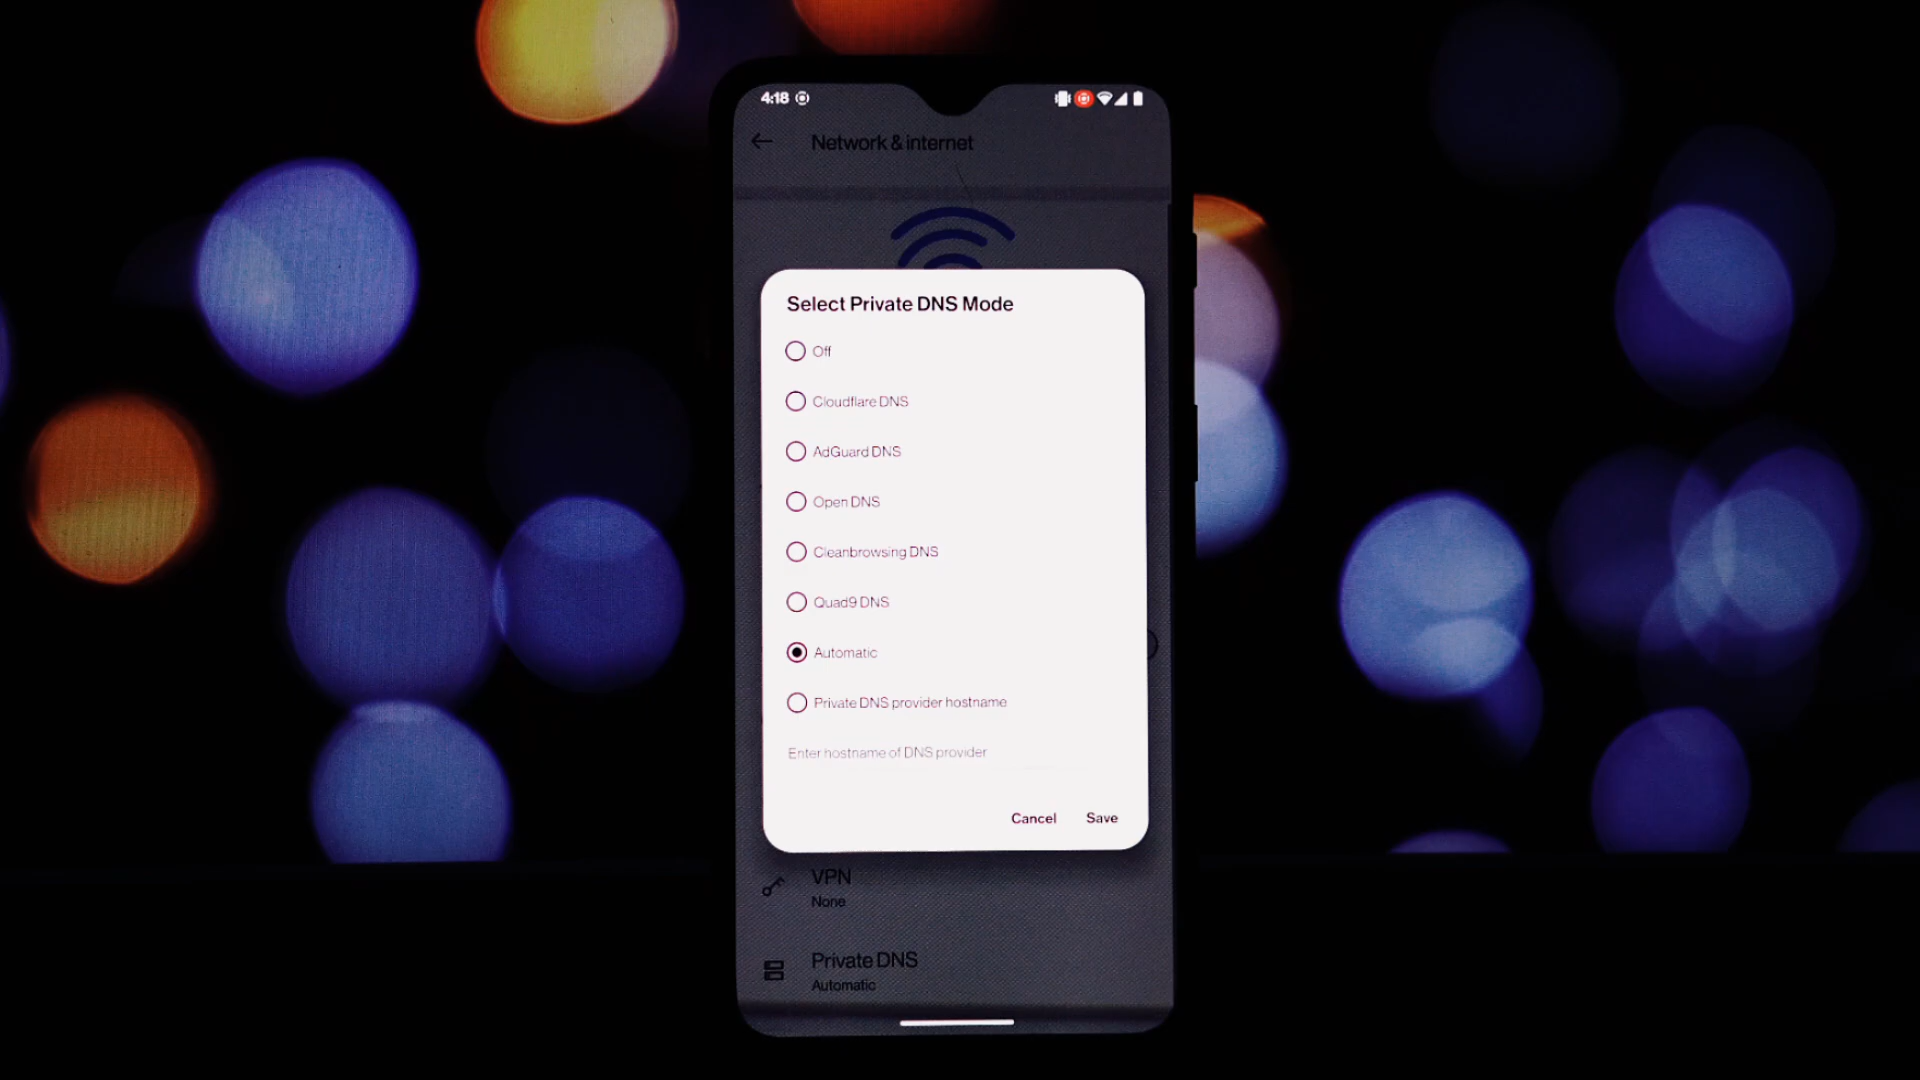 4:18
Network & internet
Select Private DNS Mode
Off
Cloudflare DNS
AdGuard DNS
Open DNS
Cleanbrowsing DNS
Quad9 DNS
Automatic
Private DNS provider hostname
Enter hostname of DNS provider
Cancel Save
VPN
None
Private DNS
Automatic